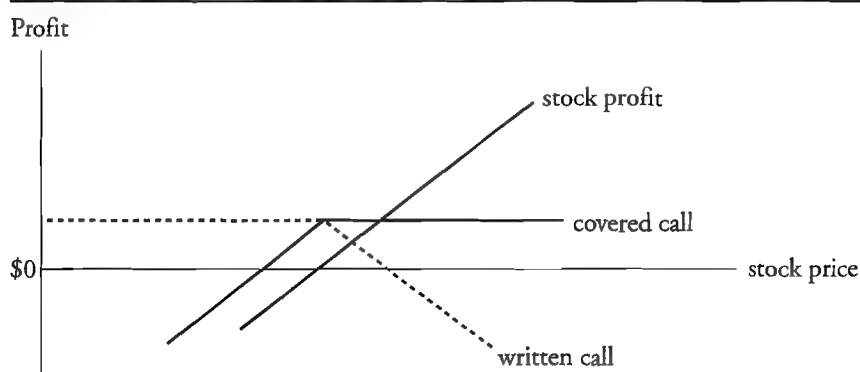 Profit
stock profit
covered call
$0
stock price
written call